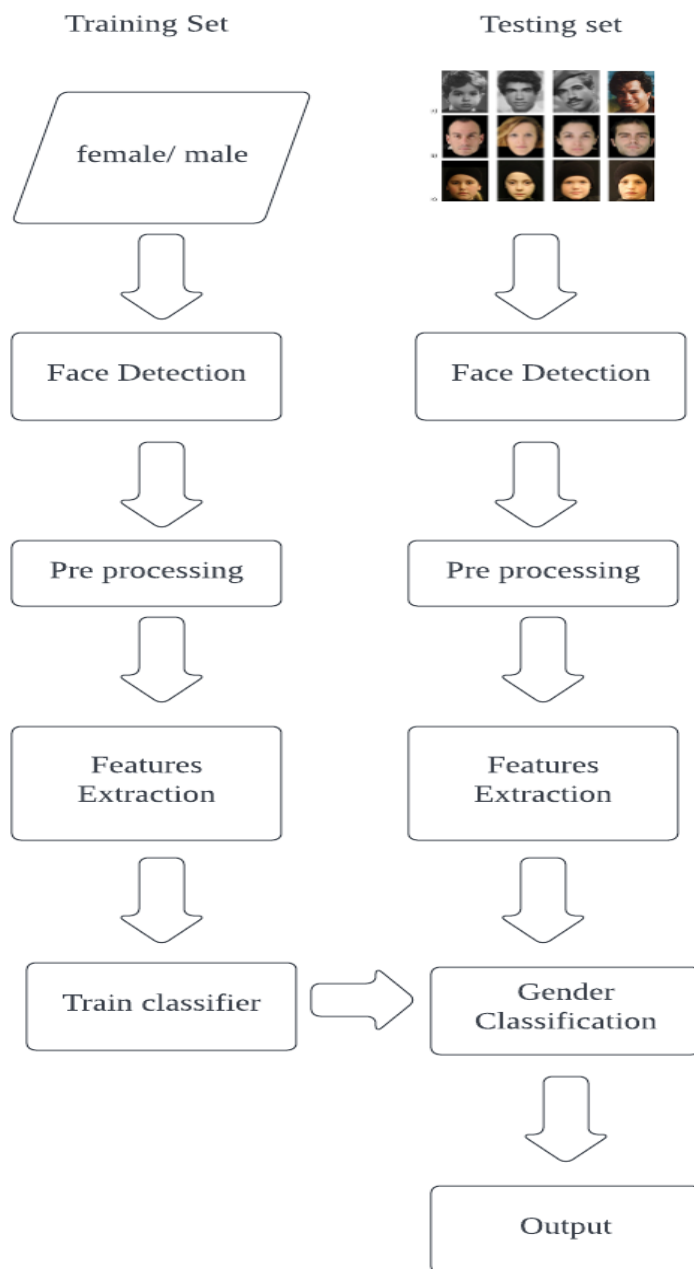 Training Set
Testing set
female/ male
Face Detection
Face Detection
Pre processing
Pre processing
Features
Extraction
Features
Extraction
Train classifier
Gender
Classification
Output